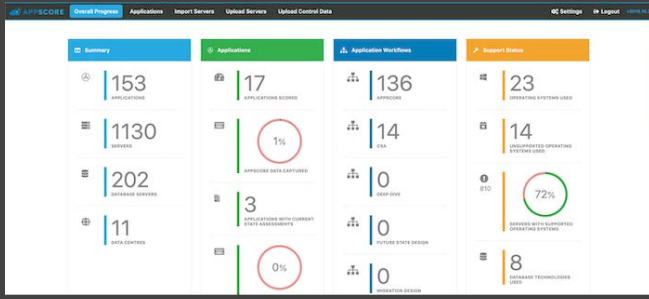 APPSCORE
Overall Progress
Applications
Import Servers
Upload Servers
Upload Control Data
Settings
Logout
Summary
153
APPLICATIONS
1130
SERVERS
202
DATABASE SERVERS
11
DATA CENTRES
Applications
17
APPLICATIONS SCORED
1%
APPSCORE DATA CAPTURED
3
APPLICATIONS WITH CURRENT
STATE ASSESSMENTS
0%
Application Workflows
136
APPSCORE
14
CSA
0
DEEP DIVE
0
FUTURE STATE DESIGN
0
MIGRATION DESIGN
Support Status
23
OPERATING SYSTEMS USED
14
UNSUPPORTED OPERATING
SYSTEMS USED
810
72%
SERVERS WITH SUPPORTED
OPERATING SYSTEMS
8
DATABASE TECHNOLOGIES
USED